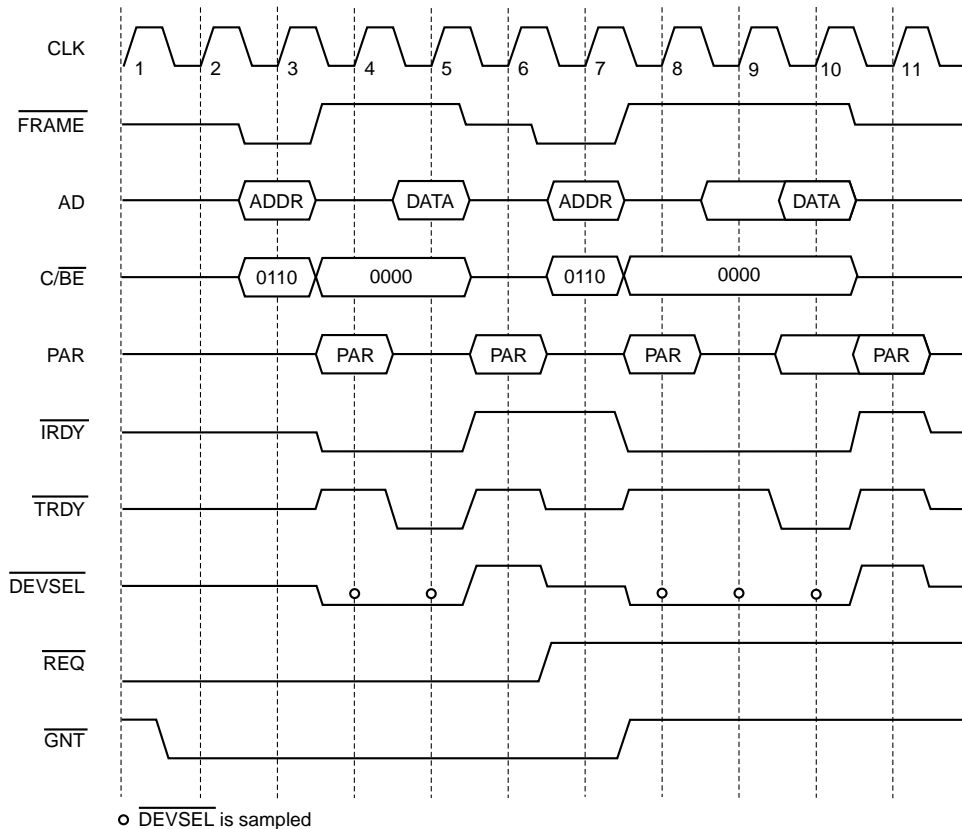 CLK 1 2 3 4 5 6 7 8 9 10 11
FRAME
AD ADDR DATA ADDR DATA
C/BE 0110 0000 0110 0000
PAR PAR PAR PAR PAR
IRDY
TRDY
DEVSEL
REQ
GNT
DEVSEL is sampled